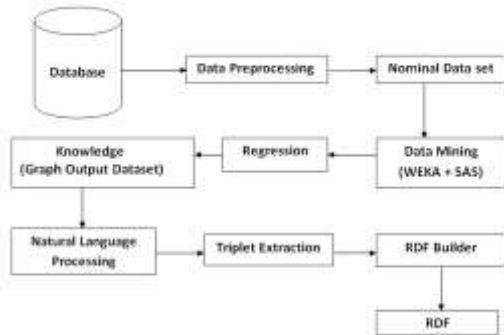 Database
Data Preprocessing
Nominal Data set
Knowledge
(Graph Output Dataset)
Regression
Data Mining
(WEKA + SAS)
Natural Language
Processing
Triplet Extraction
RDF Builder
RDF